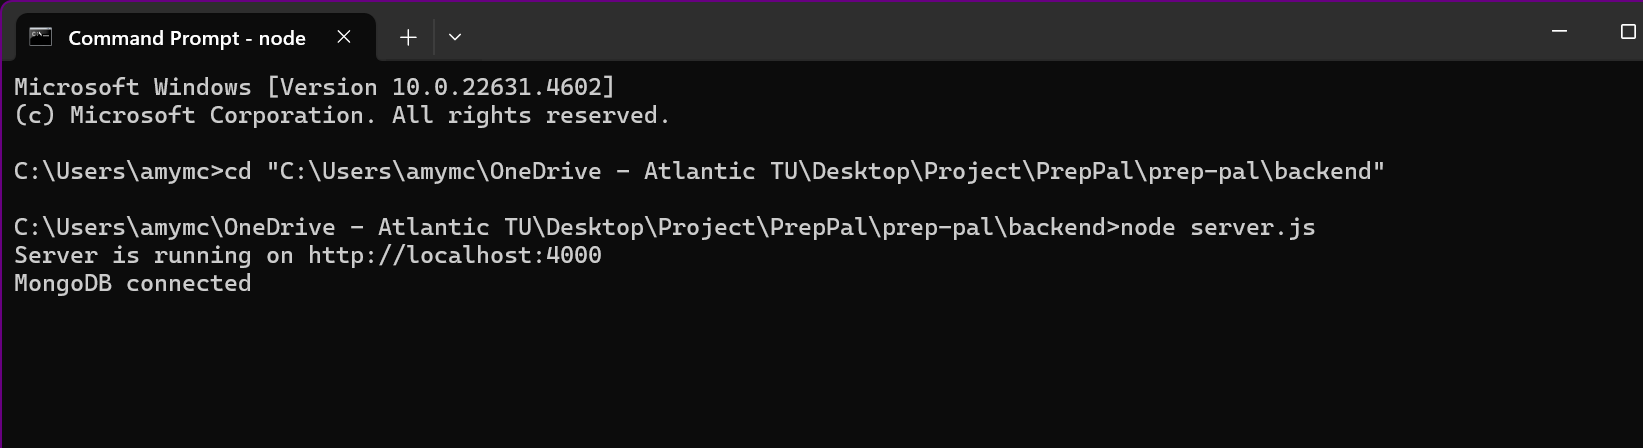 Command Prompt - node
Microsoft Windows [Version 10.0.22631.4602]
(c) Microsoft Corporation. All rights reserved.
C:\Users\amymc>cd "C:\Users\amymc\OneDrive - Atlantic TU\Desktop\Project\PrepPal\prep-pal\backend"
C:\Users\amymc\OneDrive - Atlantic TU\Desktop\Project\PrepPal\prep-pal\backend>node server.js
Server is running on http://localhost:4000
MongoDB connected